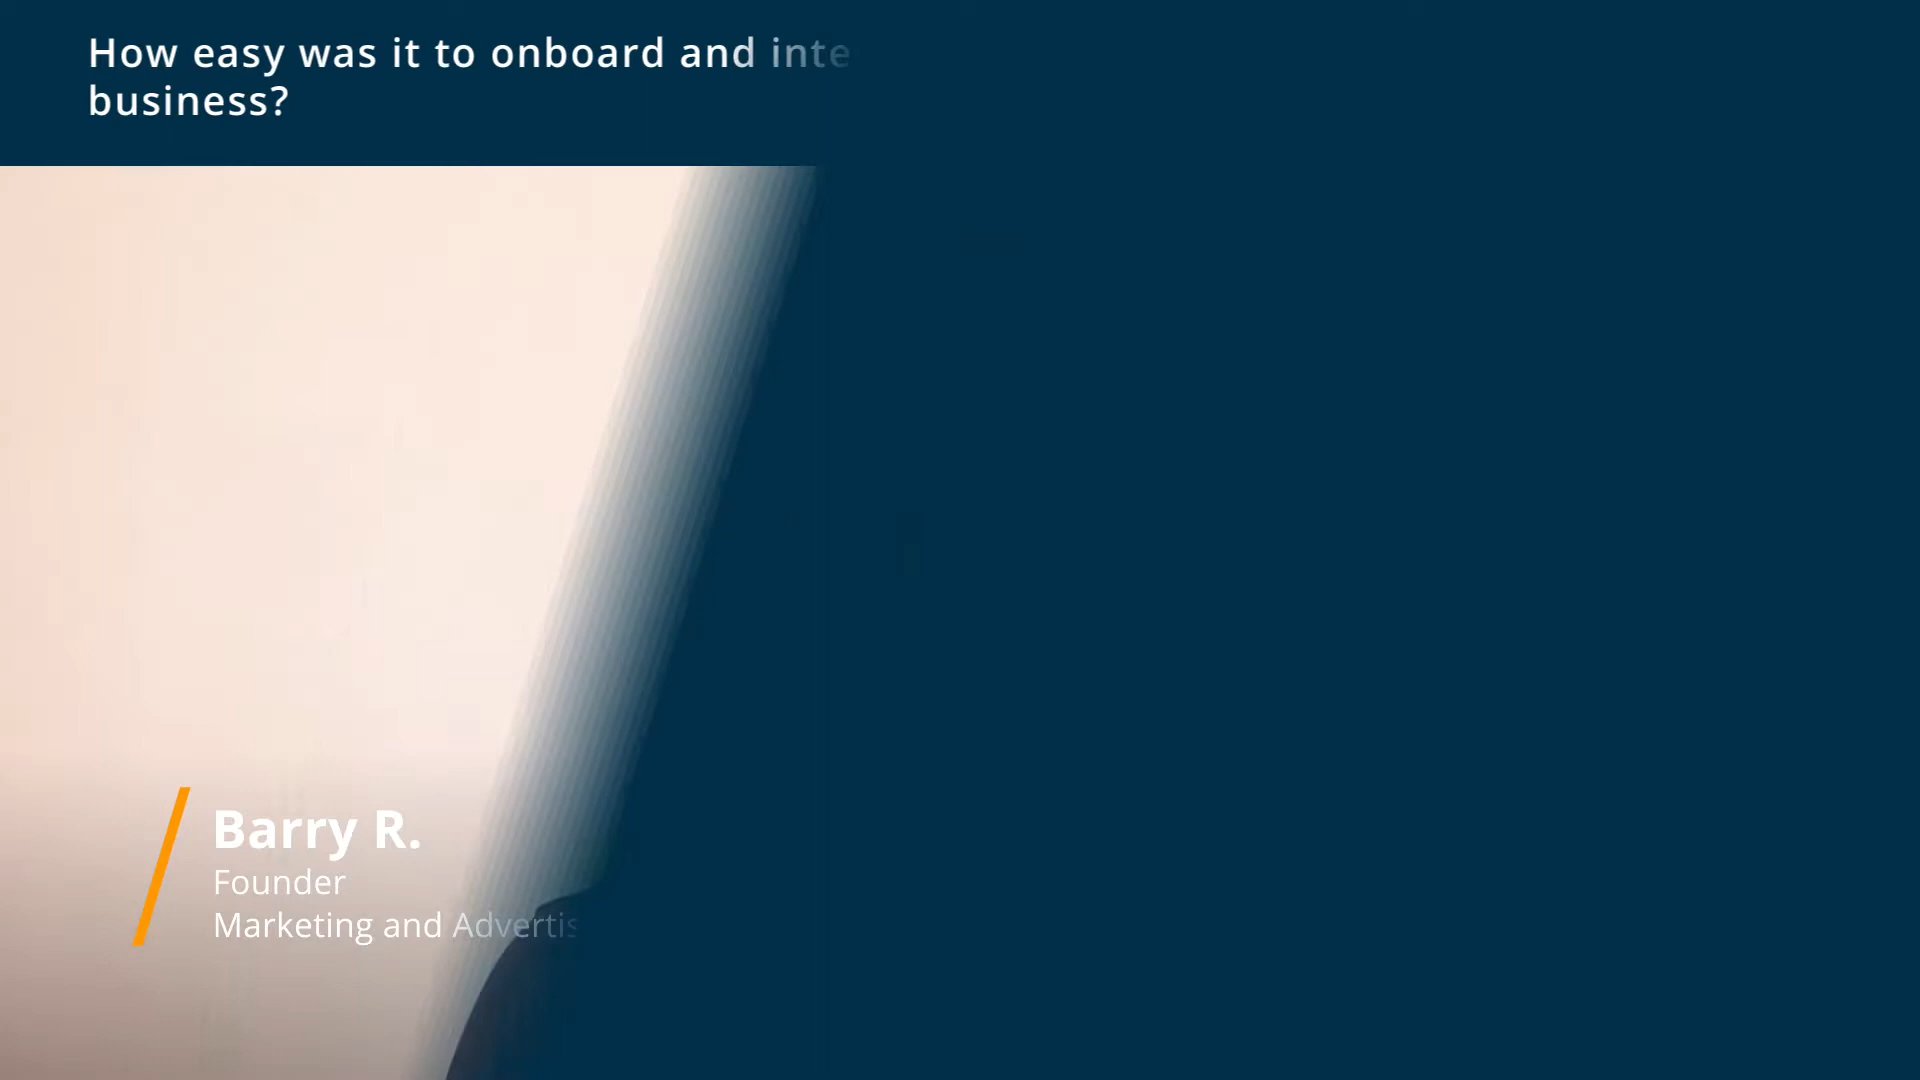 How easy was it to onboard and inte
business?
Barry R.
Founder
Marketing and Advertis